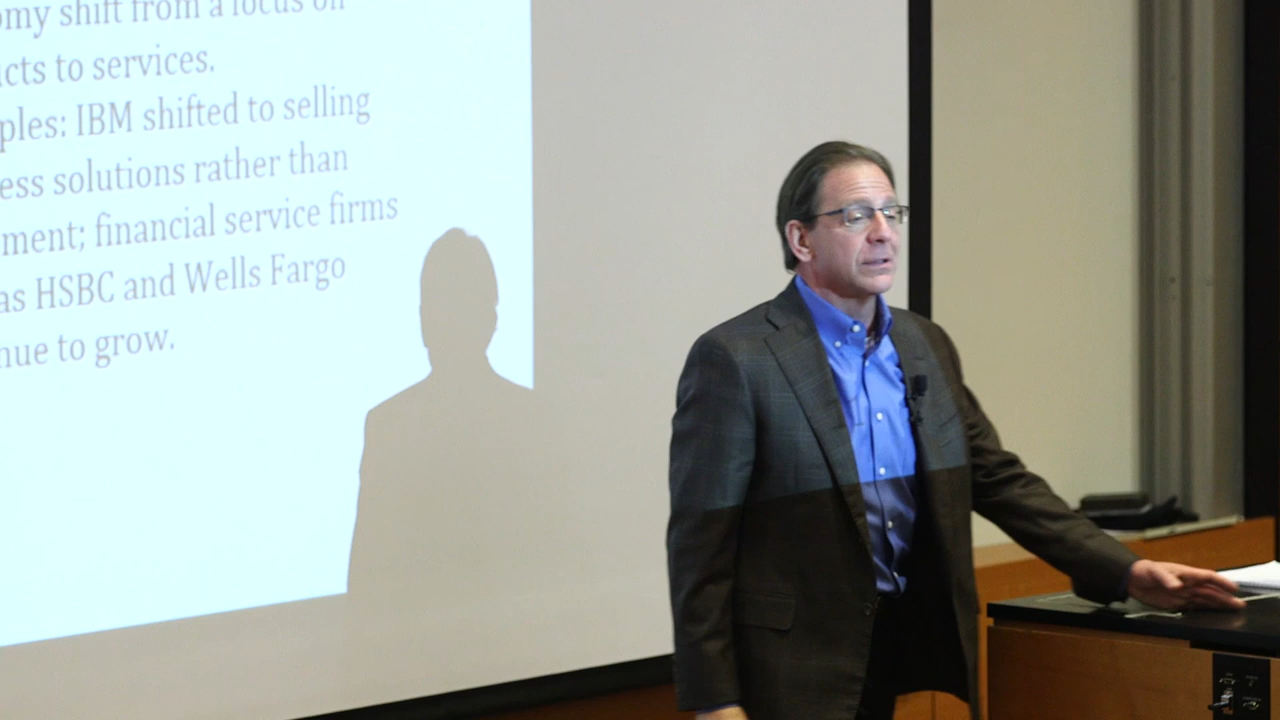 omy shift from a focus on
ucts to services.
ples: IBM shifted to selling
ess solutions rather than
ment; financial service firms
as HSBC and Wells Fargo
nue to grow.